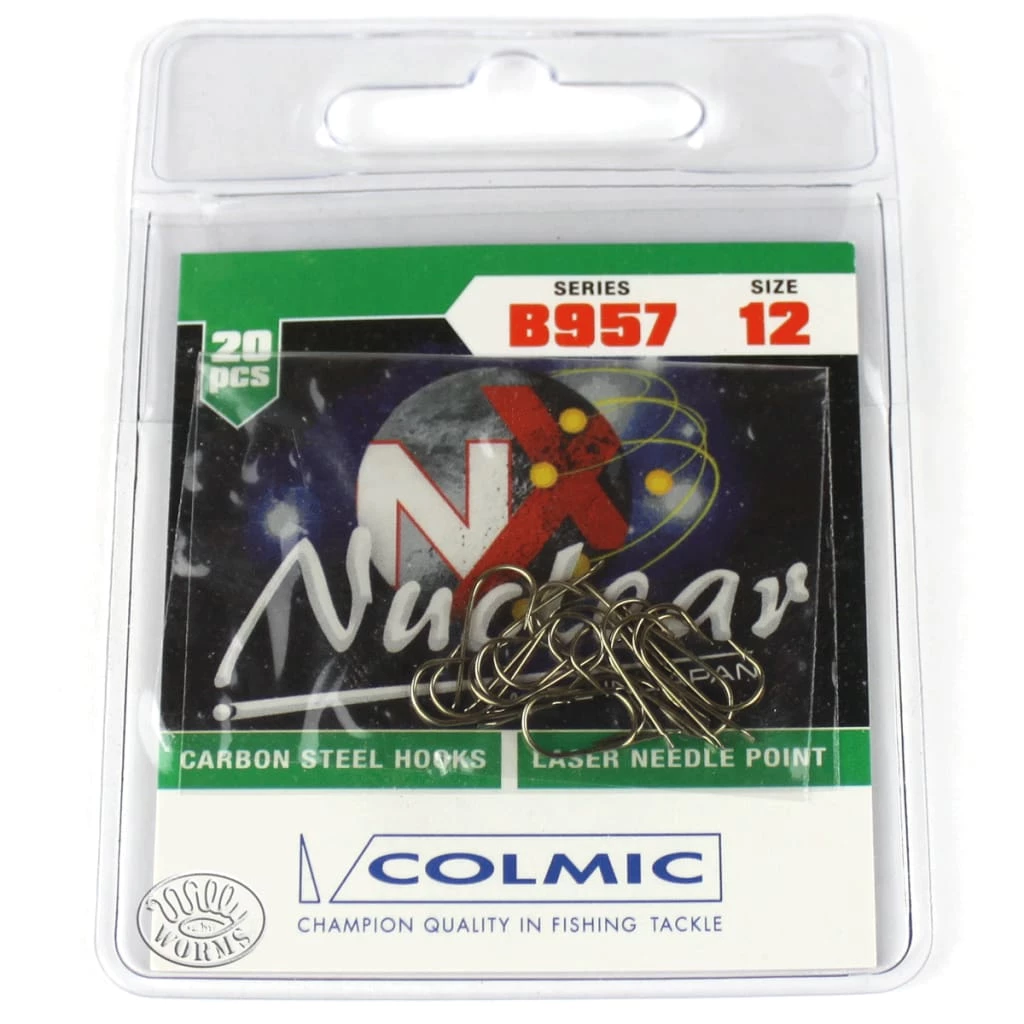 SERIES SIZE
B957 12
20
pcs
NX
Nuclear
JAPAN
CARBON STEEL HOOKS LASER NEEDLE POINT
COLMIC
CHAMPION QUALITY IN FISHING TACKLE
WORMS